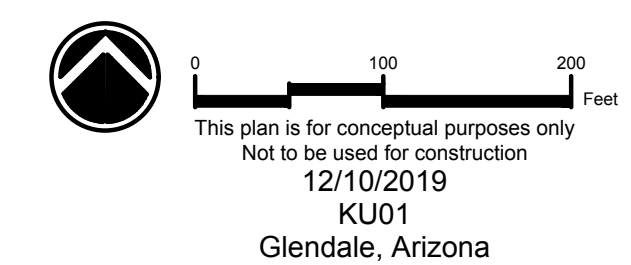 0 100 200
Feet
This plan is for conceptual purposes only
Not to be used for construction
12/10/2019
KU01
Glendale, Arizona